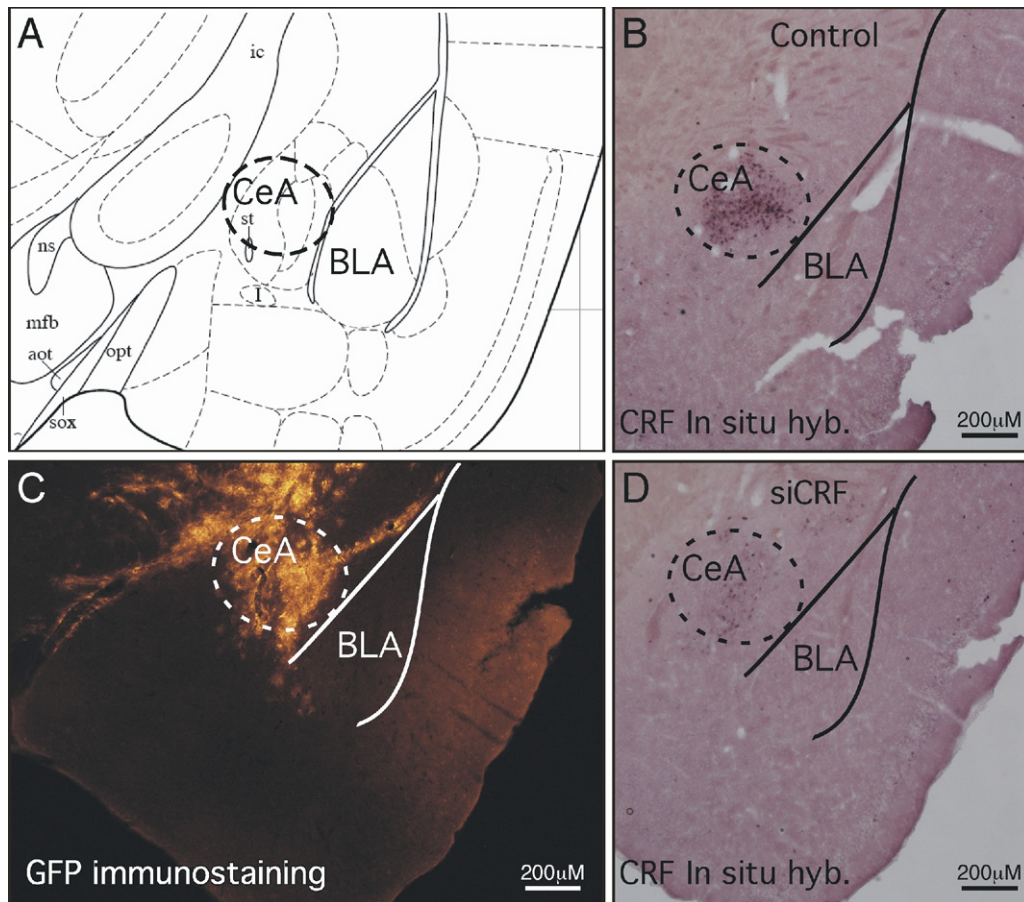 A
ic
CeA
st
BLA
I
ns
mfb
aot
opt
sox
B
Control
CeA
BLA
CRF In situ hyb.
200μM
C
CeA
BLA
GFP immunostaining
200μM
D
siCRF
CeA
BLA
CRF In situ hyb.
200μM